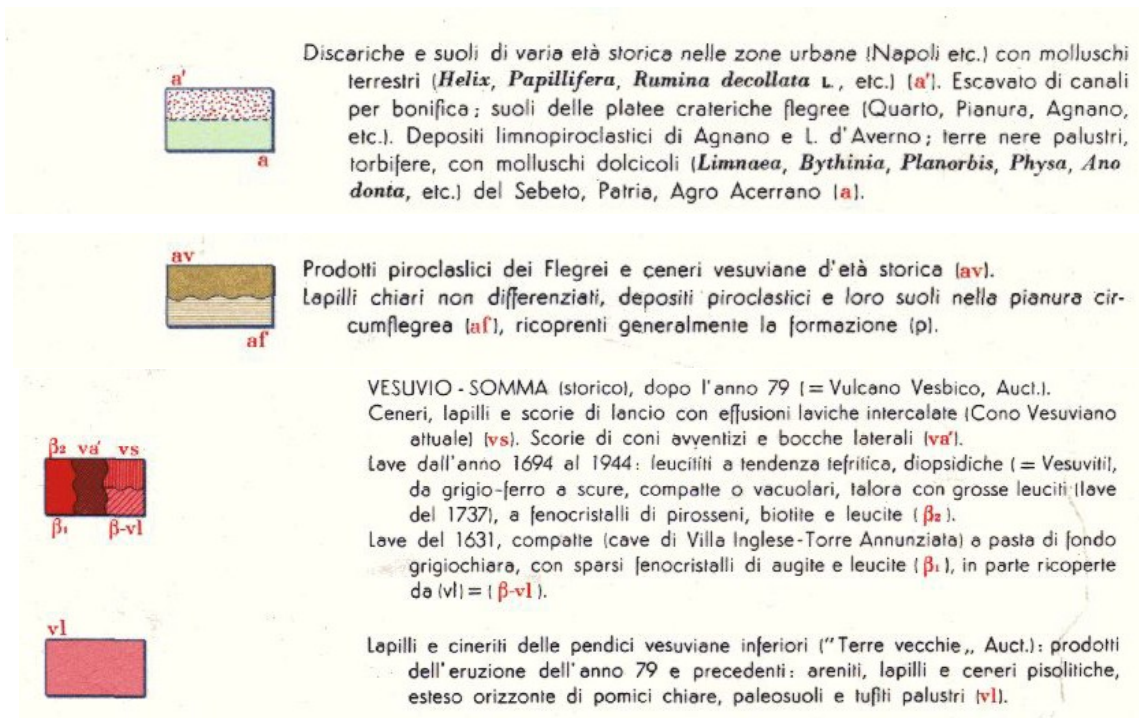 a'
a
Discariche e suoli di varia età storica nelle zone urbane (Napoli etc.) con molluschi
terrestri (Helix, Papillifera, Rumina decollata L., etc.) (a'). Escavato di canali
per bonifica; suoli delle platee crateriche flegree (Quarto, Pianura, Agnano,
etc.). Depositi limnopiroclastici di Agnano e L. d'Averno; terre nere palustri,
torbifere, con molluschi dolcicoli (Limnaea, Bythinia, Planorbis, Physa, Ano
donta, etc.) del Sebeto, Patria, Agro Acerrano (a).
av
af
Prodotti piroclaslici dei Flegrei e ceneri vesuviane d'età storica (av).
Lapilli chiari non differenziati, depositi piroclastici e loro suoli nella pianura cir-
cumflegrea (af), ricoprenti generalmente la formazione (p).
VESUVIO - SOMMA (storico), dopo l'anno 79 (= Vulcano Vesbico, Auct.).
Ceneri, lapilli e scorie di lancio con effusioni laviche intercalate (Cono Vesuviano
attuale) (vs). Scorie di coni avventizi e bocche laterali (va').
β2 va' vs
β1 β-vl
Lave dall'anno 1694 al 1944: leucititi a tendenza tefritica, diopsidiche (= Vesuviti),
da grigio-ferro a scure, compatte o vacuolari, talora con grosse leuciti (lave
del 1737), a fenocristalli di pirosseni, biotite e leucite (β2).
Lave del 1631, compatte (cave di Villa Inglese-Torre Annunziata) a pasta di fondo
grigiochiara, con sparsi fenocristalli di augite e leucite (β1), in parte ricoperte
da (vl) = (β-vl).
vl
Lapilli e cineriti delle pendici vesuviane inferiori ("Terre vecchie„ Auct.): prodotti
dell'eruzione dell'anno 79 e precedenti: areniti, lapilli e ceneri pisolitiche,
esteso orizzonte di pomici chiare, paleosuoli e tufiti palustri (vl).